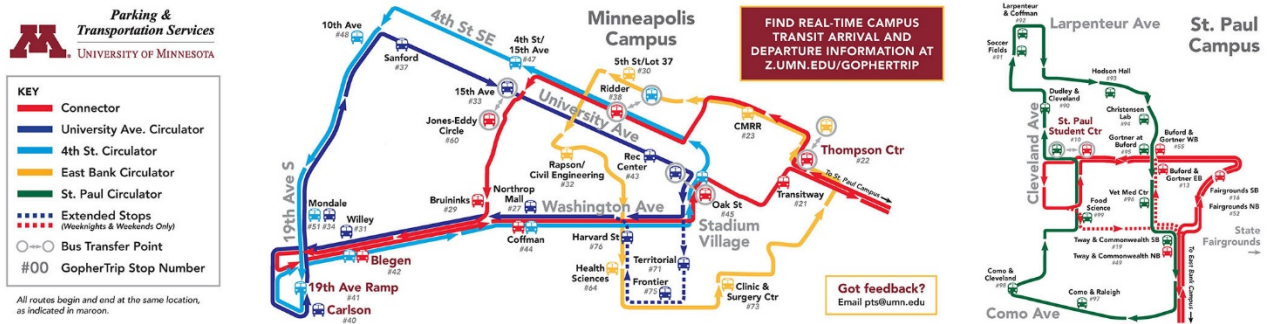 Parking &
Transportation Services
UNIVERSITY OF MINNESOTA
KEY
Connector
University Ave. Circulator
4th St. Circulator
East Bank Circulator
St. Paul Circulator
Extended Stops
(Weeknights & Weekends Only)
Bus Transfer Point
#00 GopherTrip Stop Number
All routes begin and end at the same location,
as indicated in maroon.
Minneapolis
Campus
FIND REAL-TIME CAMPUS
TRANSIT ARRIVAL AND
DEPARTURE INFORMATION AT
Z.UMN.EDU/GOPHERTRIP
10th Ave
#48
4th St SE
4th St/
15th Ave
#47
Sanford
#37
15th Ave
#33
5th St/Lot 37
#30
Ridder
#38
University Ave
Jones-Eddy
Circle
#60
CMRR
#23
Thompson Ctr
#22
To St. Paul Campus
Rapson/
Civil Engineering
#32
Rec
Center
#43
Transitway
#21
Northrop
Mall
#27
Bruininks
#29
Washington Ave
Oak St
#45
Stadium
Village
19th Ave S
Mondale
#51 #34
Willey
#31
Coffman
#44
Harvard St
#76
Blegen
#42
Health
Sciences
#64
Territorial
#71
Frontier
#75
19th Ave Ramp
#41
Carlson
#40
Clinic &
Surgery Ctr
#73
Got feedback?
Email pts@umn.edu
St. Paul
Campus
Larpenteur
& Coffman
#92
Larpenteur Ave
Soccer
Fields
#91
Hodson Hall
#93
Dudley &
Cleveland
#90
Christensen
Lab
#94
Cleveland Ave
St. Paul
Student Ctr
#10
Gortner at
Buford
#95
Buford &
Gortner WB
#55
Buford &
Gortner EB
#13
Vet Med Ctr
#96
Fairgrounds SB
#16
Fairgrounds NB
#52
Food
Science
#99
State
Fairgrounds
Tway & Commonwealth SB
#19
Tway & Commonwealth NB
#49
To East Bank Campus
Como &
Cleveland
#98
Como & Raleigh
#97
Como Ave